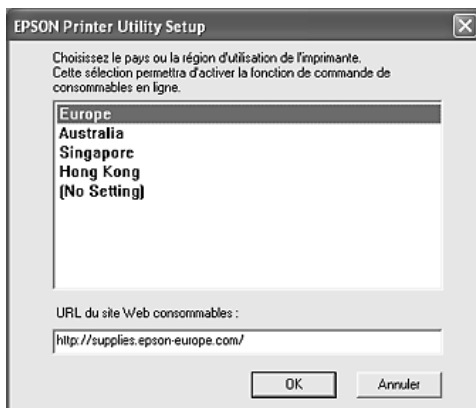 EPSON Printer Utility Setup
Choisissez le pays ou la région d'utilisation de l'imprimante.
Cette sélection permettra d'activer la fonction de commande de
consommables en ligne.
Europe
Australia
Singapore
Hong Kong
(No Setting)
URL du site Web consommables :
http://supplies.epson-europe.com/
OK
Annuler